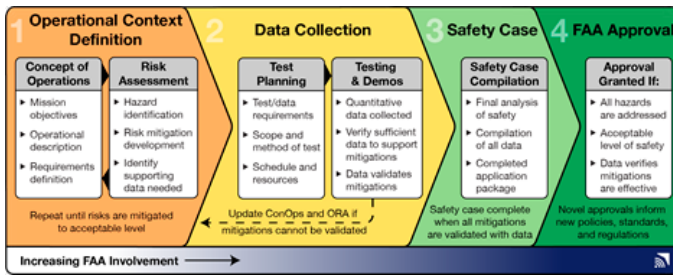 1
Operational Context
Definition
Concept of
Operations
Mission
objectives
Operational
description
Requirements
definition
Risk
Assessment
Hazard
identification
Risk mitigation
development
Identify
supporting
data needed
Repeat until risks are mitigated
to acceptable level
2
Data Collection
Test
Planning
Test/data
requirements
Scope and
method of test
Schedule and
resources
Testing
& Demos
Quantitative
data collected
Verify sufficient
data to support
mitigations
Data validates
mitigations
Update ConOps and ORA if
mitigations cannot be validated
3
Safety Case
Safety Case
Compilation
Final analysis
of safety
Compilation
of all data
Completed
application
package
Safety case complete
when all mitigations
are validated with data
4
FAA Approval
Approval
Granted If:
All hazards
are addressed
Acceptable
level of safety
Data verifies
mitigations
are effective
Novel approvals inform
new policies, standards,
and regulations
Increasing FAA Involvement